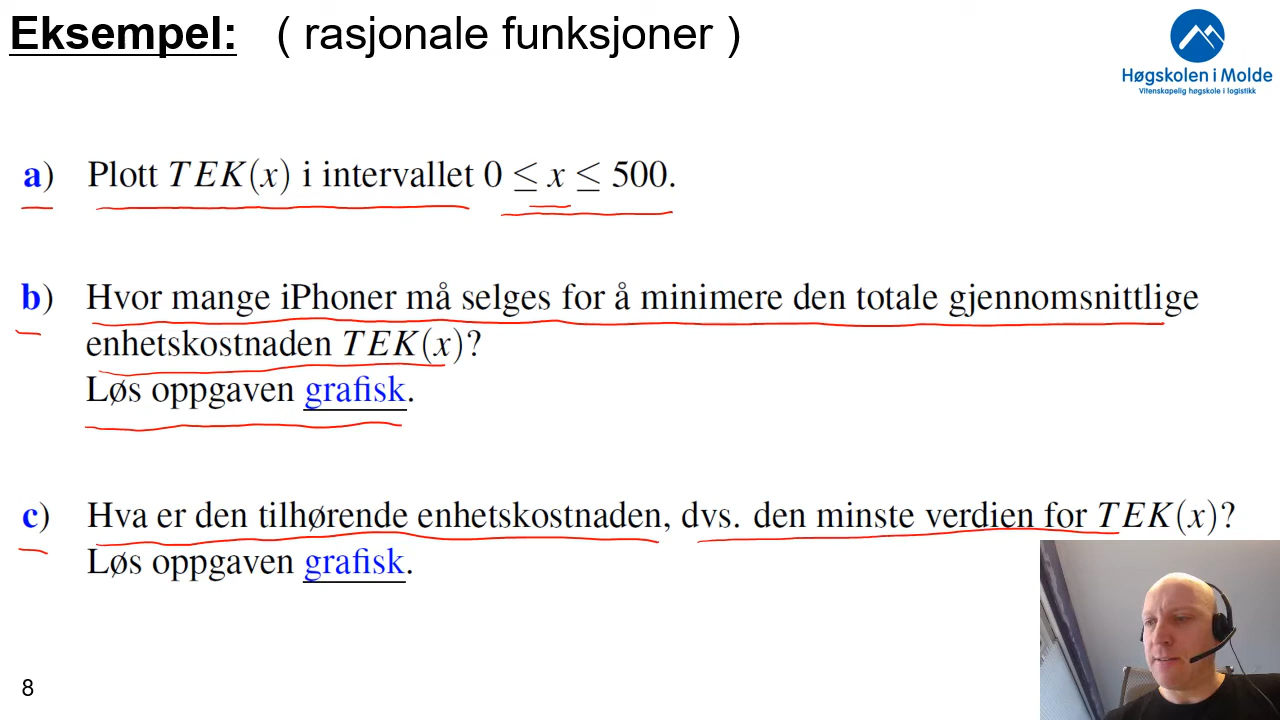 Eksempel: ( rasjonale funksjoner )
Høgskolen i Molde
Vitenskapelig høgskole i logistikk
a) Plott TEK(x) i intervallet 0 ≤ x ≤ 500.
b) Hvor mange iPhoner må selges for å minimere den totale gjennomsnittlige
enhetskostnaden TEK(x)?
Løs oppgaven grafisk.
c) Hva er den tilhørende enhetskostnaden, dvs. den minste verdien for TEK(x)?
Løs oppgaven grafisk.
8